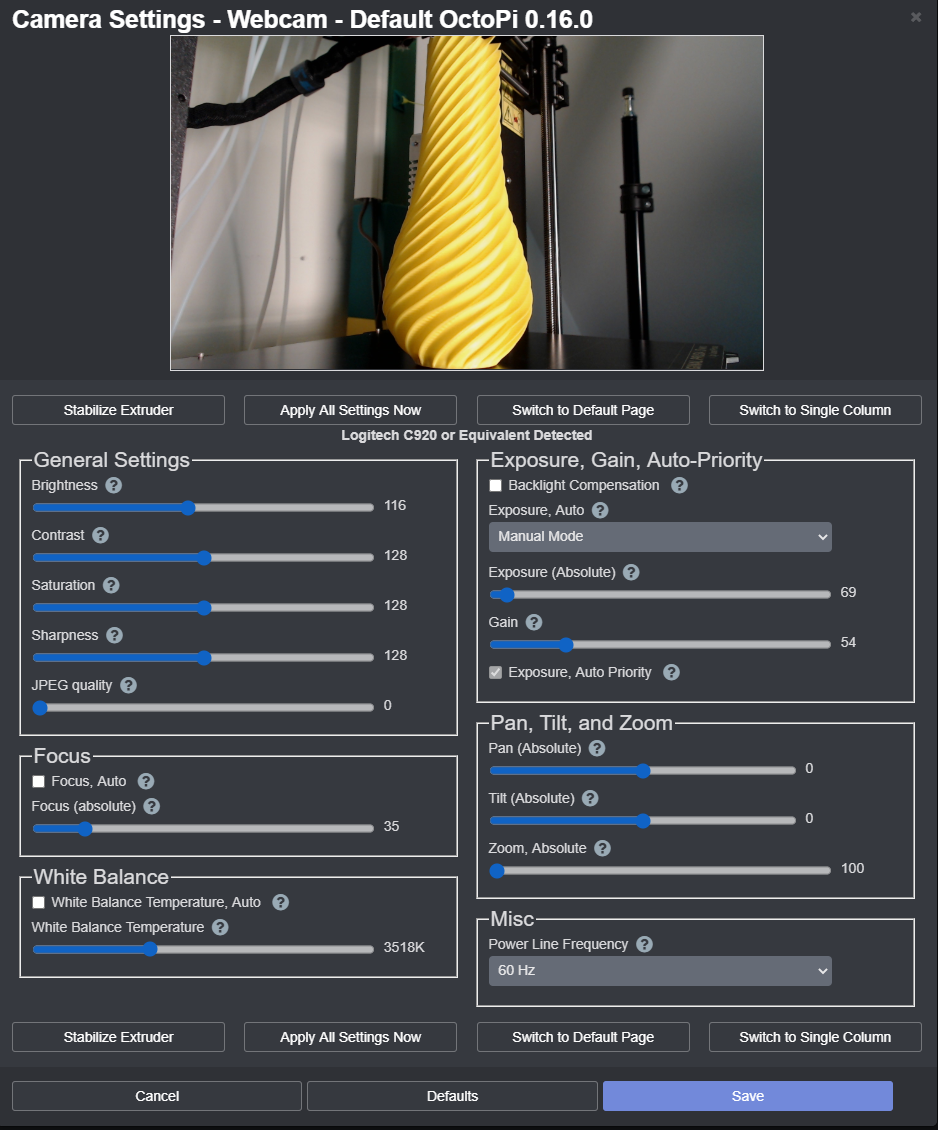 Camera Settings - Webcam - Default OctoPi 0.16.0
Stabilize Extruder
Apply All Settings Now
Switch to Default Page
Switch to Single Column
Logitech C920 or Equivalent Detected
General Settings
Brightness
116
Contrast
128
Saturation
128
Sharpness
128
JPEG quality
0
Focus
Focus, Auto
Focus (absolute)
35
White Balance
White Balance Temperature, Auto
White Balance Temperature
3518K
Exposure, Gain, Auto-Priority
Backlight Compensation
Exposure, Auto
Manual Mode
Exposure (Absolute)
69
Gain
54
Exposure, Auto Priority
Pan, Tilt, and Zoom
Pan (Absolute)
0
Tilt (Absolute)
0
Zoom, Absolute
100
Misc
Power Line Frequency
60 Hz
Stabilize Extruder
Apply All Settings Now
Switch to Default Page
Switch to Single Column
Cancel
Defaults
Save